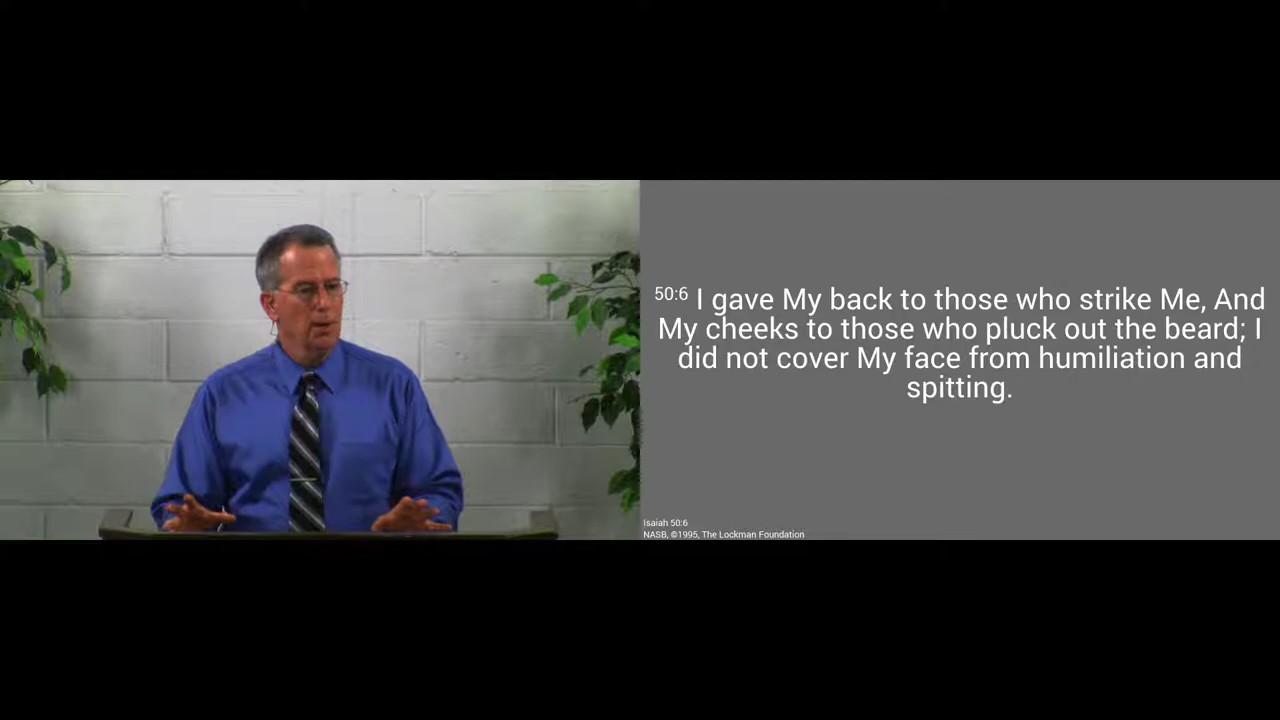 50:6 I gave My back to those who strike Me, And
My cheeks to those who pluck out the beard; I
did not cover My face from humiliation and
spitting.
Isaiah 50:6
NASB, ©1995, The Lockman Foundation